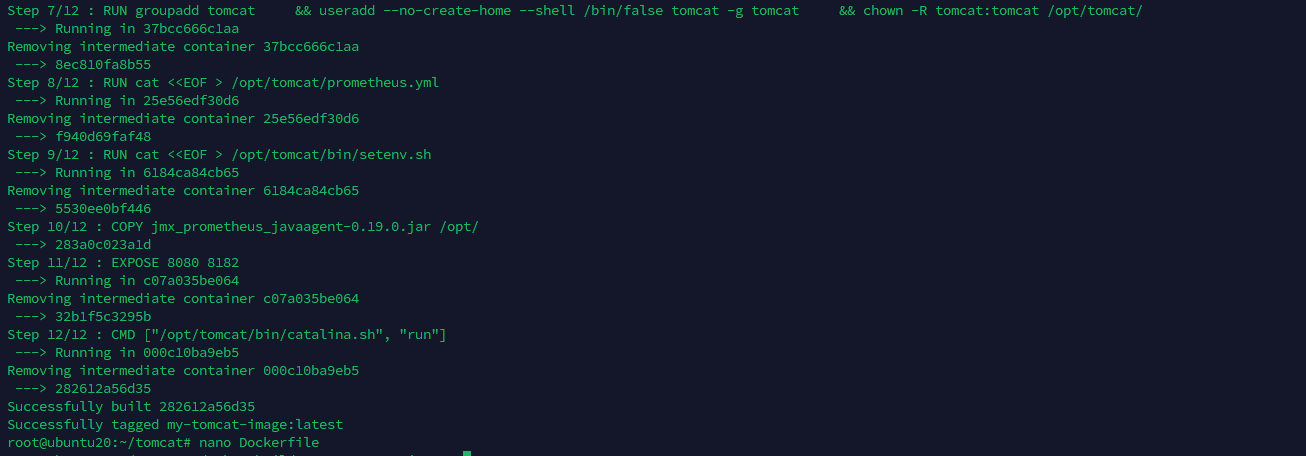 Step 7/12 : RUN groupadd tomcat     && useradd --no-create-home --shell /bin/false tomcat -g tomcat     && chown -R tomcat:tomcat /opt/tomcat/
 ---> Running in 37bcc666c1aa
Removing intermediate container 37bcc666c1aa
 ---> 8ec810fa8b55
Step 8/12 : RUN cat <<EOF > /opt/tomcat/prometheus.yml
 ---> Running in 25e56edf30d6
Removing intermediate container 25e56edf30d6
 ---> f940d69faf48
Step 9/12 : RUN cat <<EOF > /opt/tomcat/bin/setenv.sh
 ---> Running in 6184ca84cb65
Removing intermediate container 6184ca84cb65
 ---> 5530ee0bf446
Step 10/12 : COPY jmx_prometheus_javaagent-0.19.0.jar /opt/
 ---> 283a0c023a1d
Step 11/12 : EXPOSE 8080 8182
 ---> Running in c07a035be064
Removing intermediate container c07a035be064
 ---> 32b1f5c3295b
Step 12/12 : CMD ["/opt/tomcat/bin/catalina.sh", "run"]
 ---> Running in 000c10ba9eb5
Removing intermediate container 000c10ba9eb5
 ---> 282612a56d35
Successfully built 282612a56d35
Successfully tagged my-tomcat-image:latest
root@ubuntu20:~/tomcat# nano Dockerfile